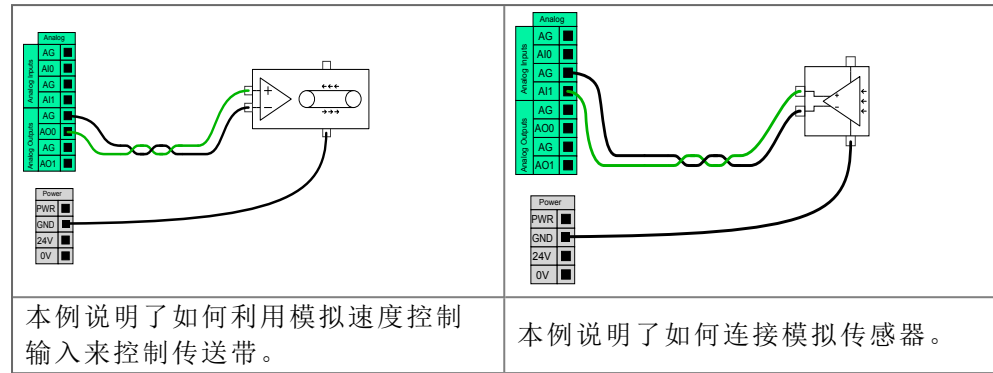 Analog
Analog Inputs
AG
AI0
AG
AI1
Analog Outputs
AG
AO0
AG
AO1
Power
PWR
GND
24V
0V
+
−
本例说明了如何利用模拟速度控制
输入来控制传送带。
Analog
Analog Inputs
AG
AI0
AG
AI1
Analog Outputs
AG
AO0
AG
AO1
Power
PWR
GND
24V
0V
+
-
本例说明了如何连接模拟传感器。